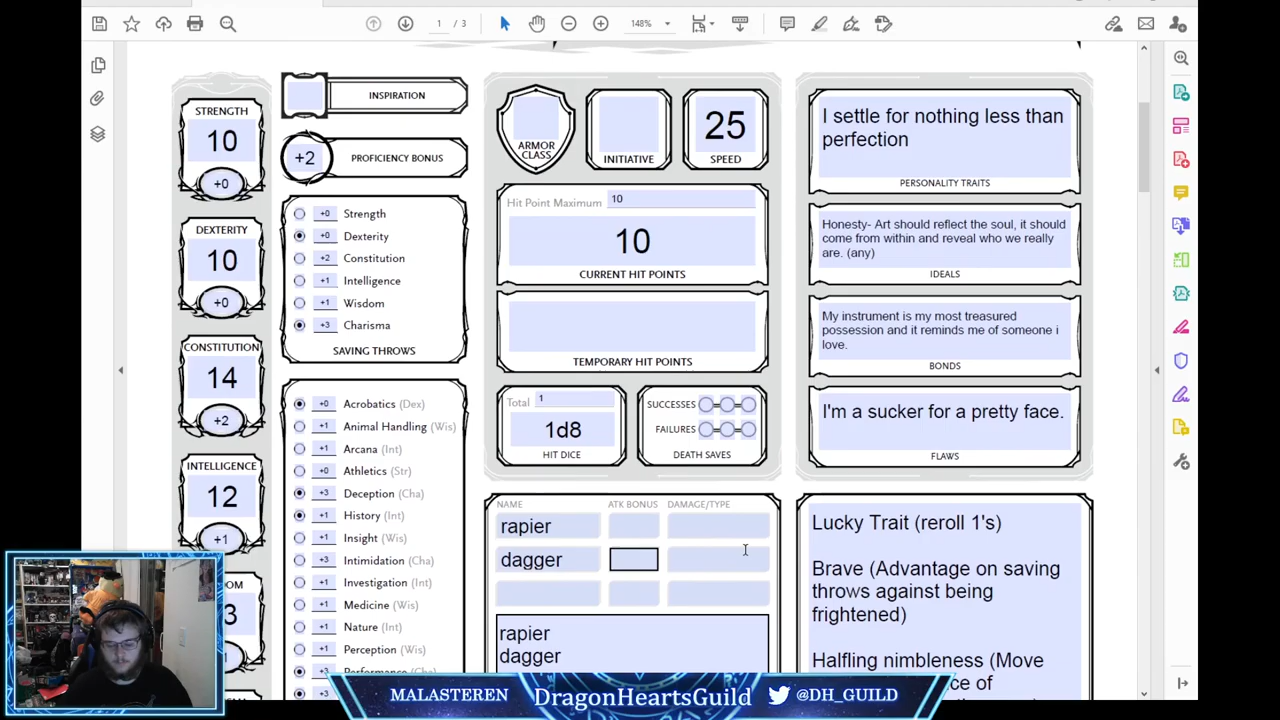 1 / 3
148%
STRENGTH
10
+0
DEXTERITY
10
+0
CONSTITUTION
14
+2
INTELLIGENCE
12
+1
INSPIRATION
+2
PROFICIENCY BONUS
+0 Strength
+0 Dexterity
+2 Constitution
+1 Intelligence
+1 Wisdom
+3 Charisma
SAVING THROWS
+0 Acrobatics (Dex)
+1 Animal Handling (Wis)
+1 Arcana (Int)
+0 Athletics (Str)
+3 Deception (Cha)
+1 History (Int)
+1 Insight (Wis)
+3 Intimidation (Cha)
+1 Investigation (Int)
+1 Medicine (Wis)
+1 Nature (Int)
+1 Perception (Wis)
+3 Performance (Cha)
+3
ARMOR
CLASS
INITIATIVE
25
SPEED
Hit Point Maximum 10
10
CURRENT HIT POINTS
TEMPORARY HIT POINTS
Total 1
1d8
HIT DICE
SUCCESSES
FAILURES
DEATH SAVES
NAME ATK BONUS DAMAGE/TYPE
rapier
dagger
rapier
dagger
I settle for nothing less than
perfection
PERSONALITY TRAITS
Honesty- Art should reflect the soul, it should
come from within and reveal who we really
are. (any)
IDEALS
My instrument is my most treasured
possession and it reminds me of someone i
love.
BONDS
I'm a sucker for a pretty face.
FLAWS
Lucky Trait (reroll 1's)
Brave (Advantage on saving
throws against being
frightened)
Halfling nimbleness (Move
of
MALASTEREN
DragonHeartsGuild
@DH_GUILD